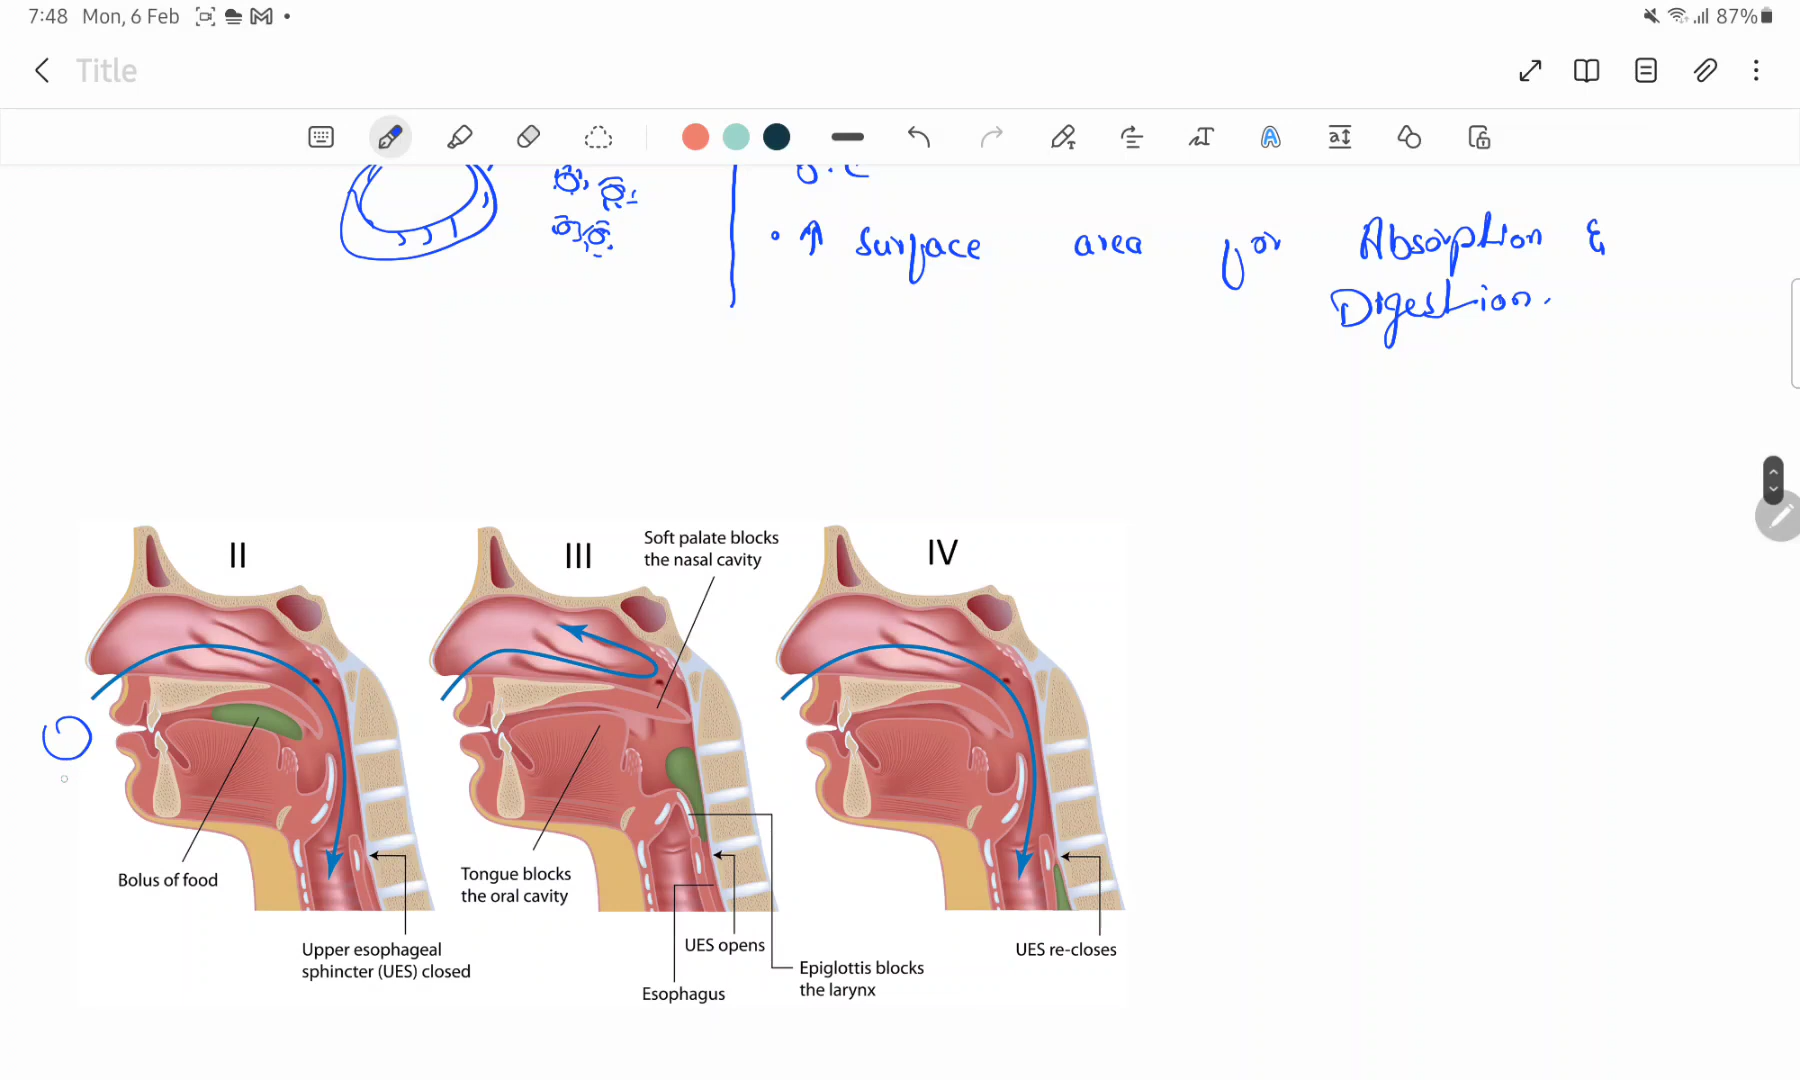 7:48 Mon, 6 Feb
87%
Title
• ↑ Surface area for Absorption &
Digestion.
II
III
Soft palate blocks
the nasal cavity
IV
Bolus of food
Tongue blocks
the oral cavity
Upper esophageal
sphincter (UES) closed
UES opens
Esophagus
Epiglottis blocks
the larynx
UES re-closes